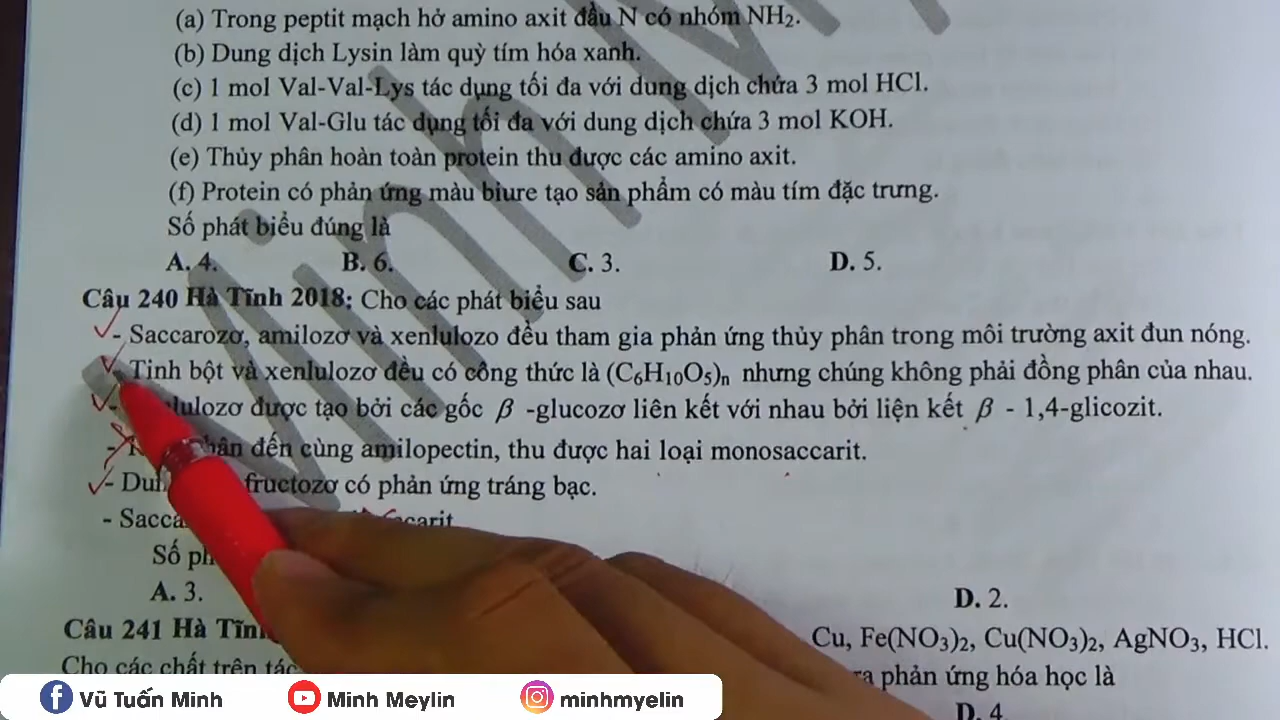 (a) Trong peptit mạch hở amino axit đầu N có nhóm NH₂.
(b) Dung dịch Lysin làm quỳ tím hóa xanh.
(c) 1 mol Val-Val-Lys tác dụng tối đa với dung dịch chứa 3 mol HCl.
(d) 1 mol Val-Glu tác dụng tối đa với dung dịch chứa 3 mol KOH.
(e) Thủy phân hoàn toàn protein thu được các amino axit.
(f) Protein có phản ứng màu biure tạo sản phẩm có màu tím đặc trưng.
Số phát biểu đúng là
A. 4. B. 6. C. 3. D. 5.
Câu 240 Hà Tĩnh 2018: Cho các phát biểu sau
- Saccarozơ, amilozơ và xenlulozo đều tham gia phản ứng thủy phân trong môi trường axit đun nóng.
Tinh bột và xenlulozơ đều có công thức là (C₆H₁₀O₅)ₙ nhưng chúng không phải đồng phân của nhau.
được tạo bởi các gốc β -glucozơ liên kết với nhau bởi liện kết β - 1,4-glicozit.
đến cùng amilopectin, thu được hai loại monosaccarit.
- fructozơ có phản ứng tráng bạc.
-
Số
A. 3. D. 2.
Câu 241 Hà Cu, Fe(NO₃)₂, Cu(NO₃)₂, AgNO₃, HCl.
Cho các chất trên tác phản ứng hóa học là
D. 4
Minh
Vũ Tuấn Minh Minh Meylin minhmyelin